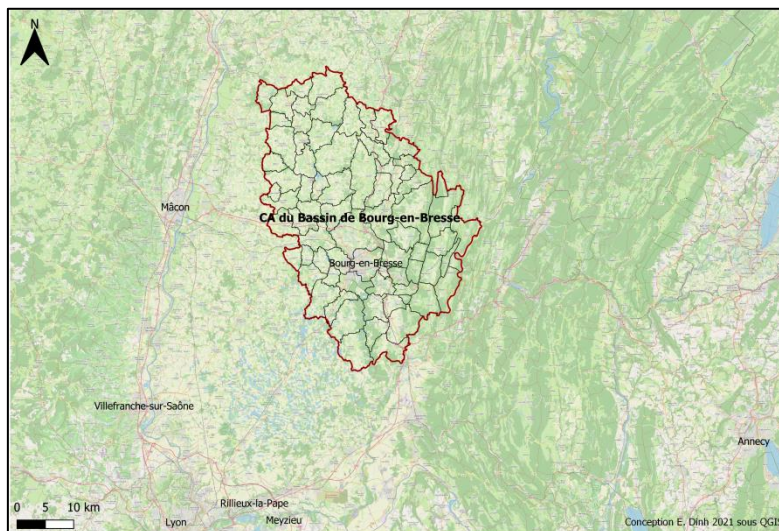 N
Mâcon
CA du Bassin de Bourg-en-Bresse
Bourg-en-Bresse
Villefranche-sur-Saône
Annecy
0 5 10 km
Rillieux-la-Pape
Lyon
Meyzieu
Conception E. Dinh 2021 sous QGIS